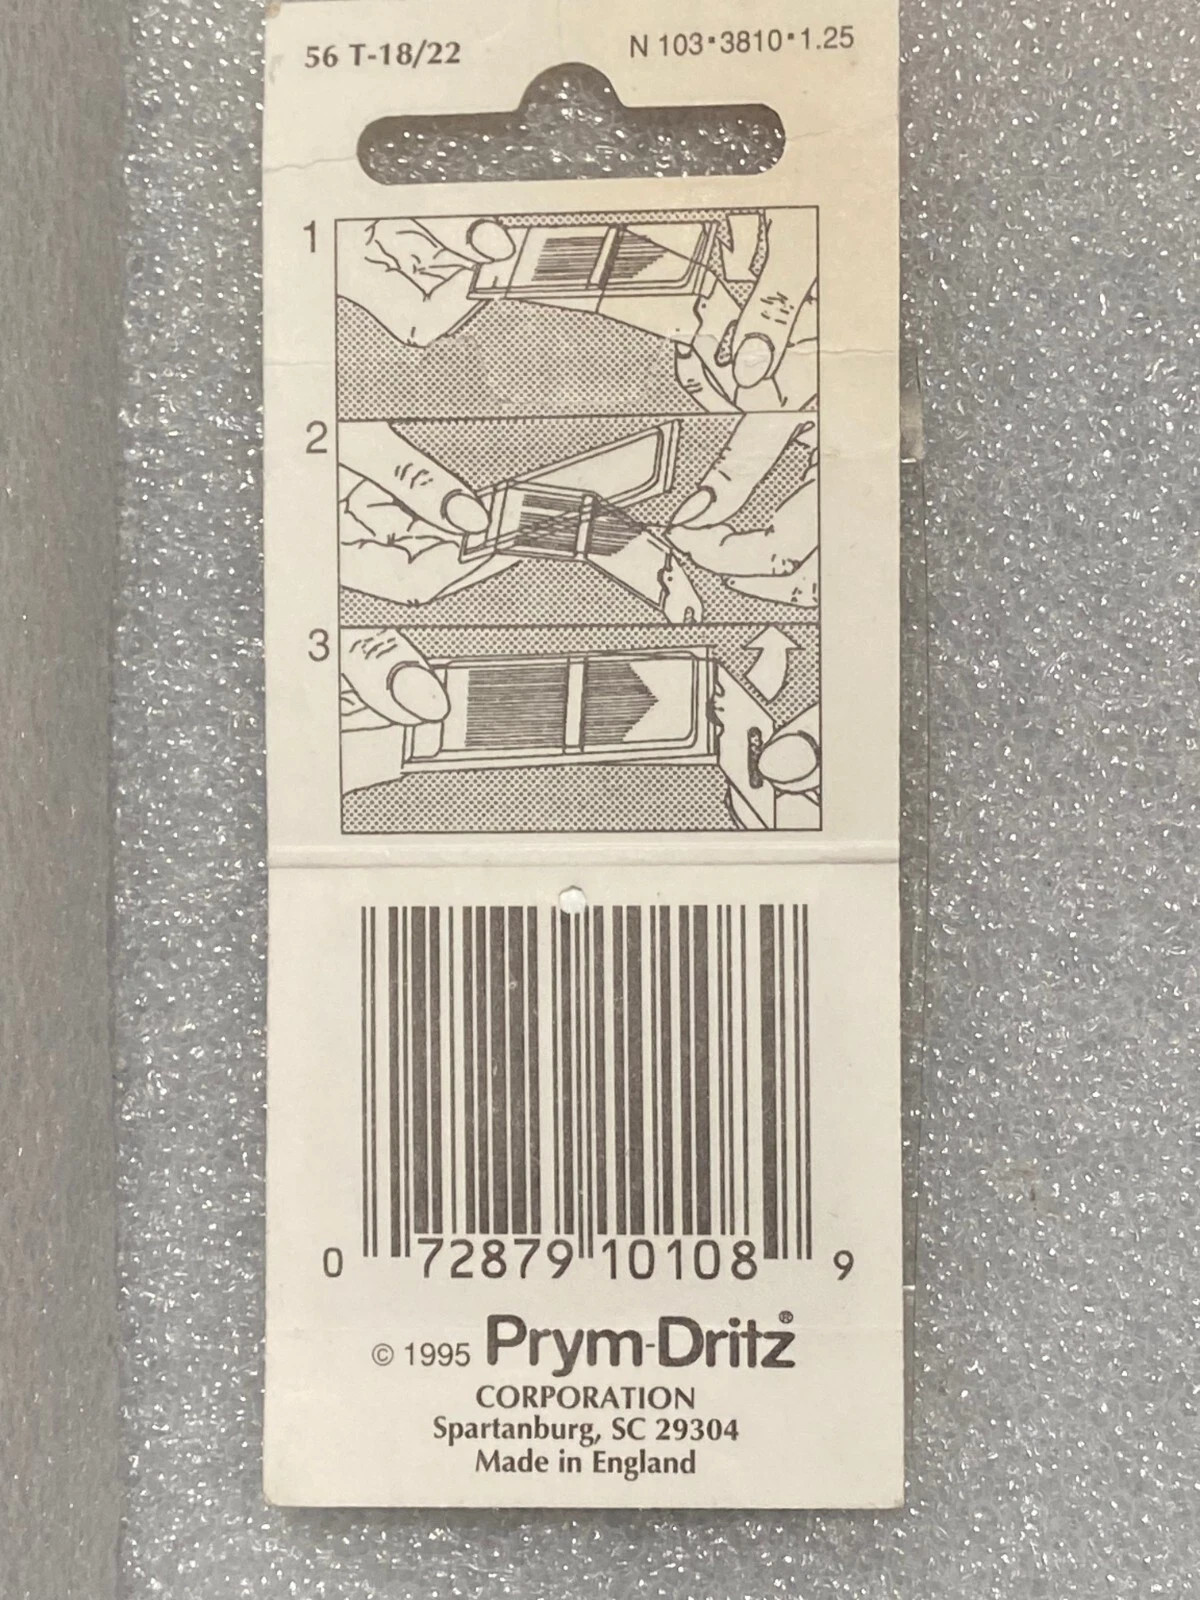 56 T-18/22
N 103▪3810▪1.25
1
2
3
0 72879 10108 9
© 1995 Prym-Dritz®
CORPORATION
Spartanburg, SC 29304
Made in England